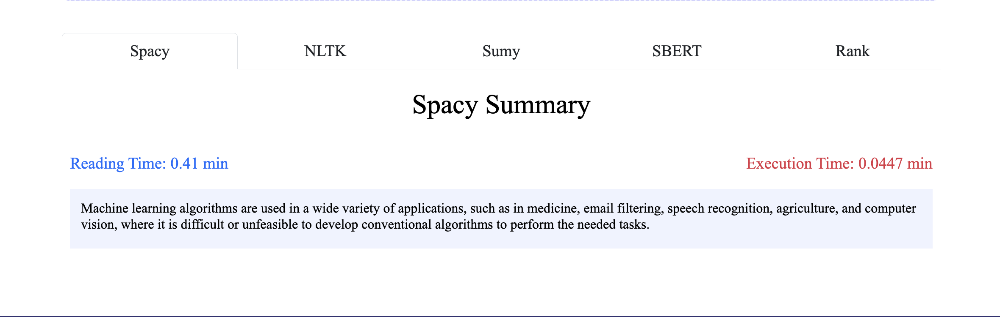 Spacy NLTK Sumy SBERT Rank
Spacy Summary
Reading Time: 0.41 min Execution Time: 0.0447 min
Machine learning algorithms are used in a wide variety of applications, such as in medicine, email filtering, speech recognition, agriculture, and computer
vision, where it is difficult or unfeasible to develop conventional algorithms to perform the needed tasks.